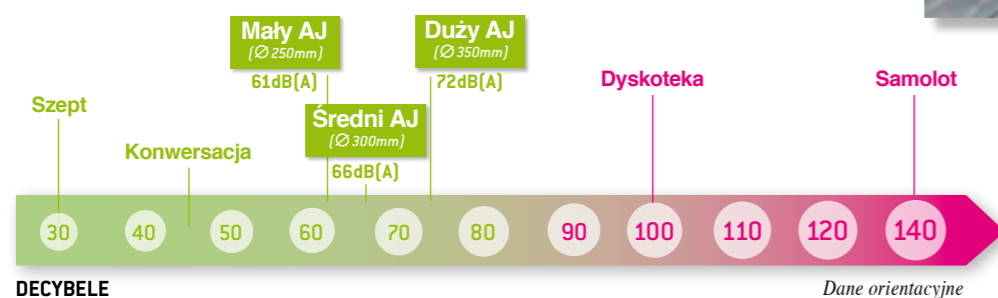 Mały AJ
(Ø 250mm)
61dB(A)
Duży AJ
(Ø 350mm)
72dB(A)
Dyskoteka
Samolot
Szept
Średni AJ
(Ø 300mm)
66dB(A)
Konwersacja
30 40 50 60 70 80 90 100 110 120 140
DECYBELE
Dane orientacyjne